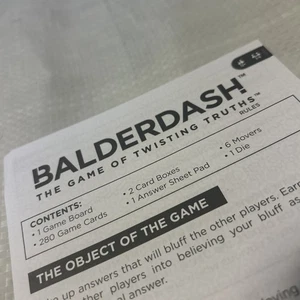 BALDERDASH!™
THE GAME OF TWISTING TRUTHS™
RULES
CONTENTS:
• 1 Game Board
• 280 Game Cards
• 2 Card Boxes
• 1 Answer Sheet Pad
• 6 Movers
• 1 Die
THE OBJECT OF THE GAME
up answers that will bluff the other players. Earn
other players into believing your bluff as
al answer.